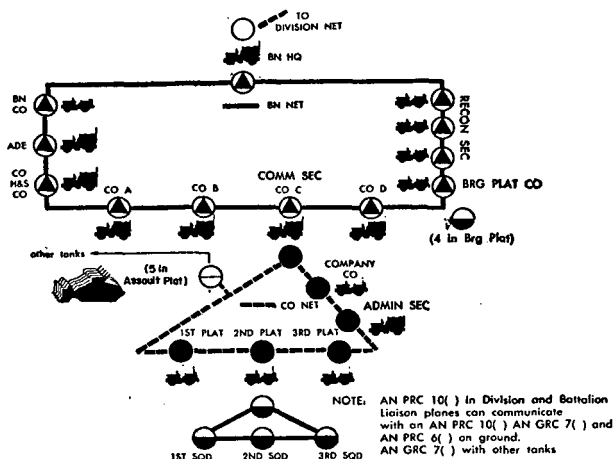 TO
DIVISION NET
BN HQ
BN NET
BN
CO
ADE
CO
H&S
CO
RECON SEC
BRG PLAT CO
COMM SEC
CO A
CO B
CO C
CO D
(4 in Brg Plat)
other tanks
(5 in
Assault Plat)
COMPANY
CO
CO NET
ADMIN SEC
1ST PLAT 2ND PLAT 3RD PLAT
1ST SQD 2ND SQD 3RD SQD
NOTE: AN PRC 10( ) in Division and Battalion
Liaison planes can communicate
with an AN PRC 10( ) AN GRC 7( ) and
AN PRC 6( ) on ground.
AN GRC 7( ) with other tanks